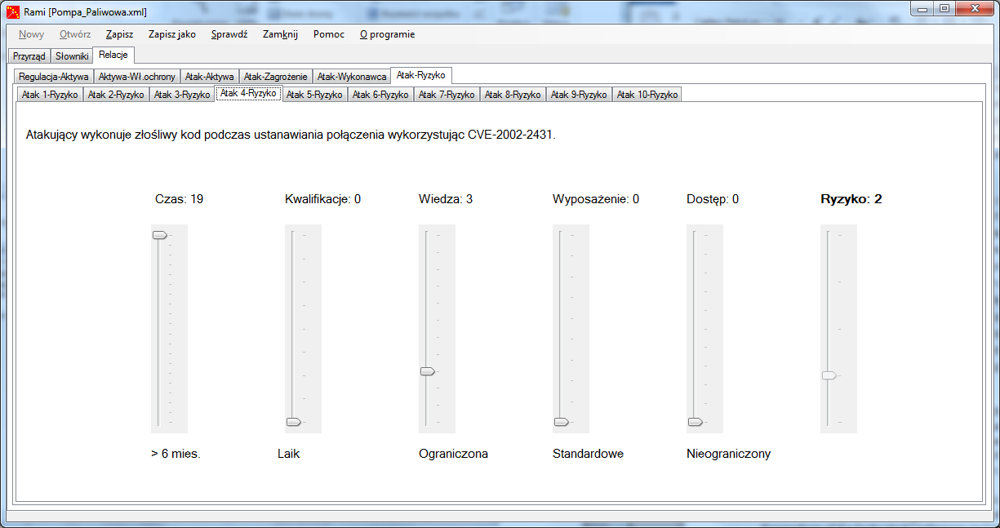 Rami [Pompa_Paliwowa.xml]
Nowy Otwórz Zapisz Zapisz jako Sprawdź Zamknij Pomoc O programie
Przyrząd Słowniki Relacje
Regulacja-Aktywa Aktywa-Wł.ochrony Atak-Aktywa Atak-Zagrożenie Atak-Wykonawca Atak-Ryzyko
Atak 1-Ryzyko Atak 2-Ryzyko Atak 3-Ryzyko Atak 4-Ryzyko Atak 5-Ryzyko Atak 6-Ryzyko Atak 7-Ryzyko Atak 8-Ryzyko Atak 9-Ryzyko Atak 10-Ryzyko
Atakujący wykonuje złośliwy kod podczas ustanawiania połączenia wykorzystując CVE-2002-2431.
Czas: 19 Kwalifikacje: 0 Wiedza: 3 Wyposażenie: 0 Dostęp: 0 Ryzyko: 2
> 6 mies. Laik Ograniczona Standardowe Nieograniczony